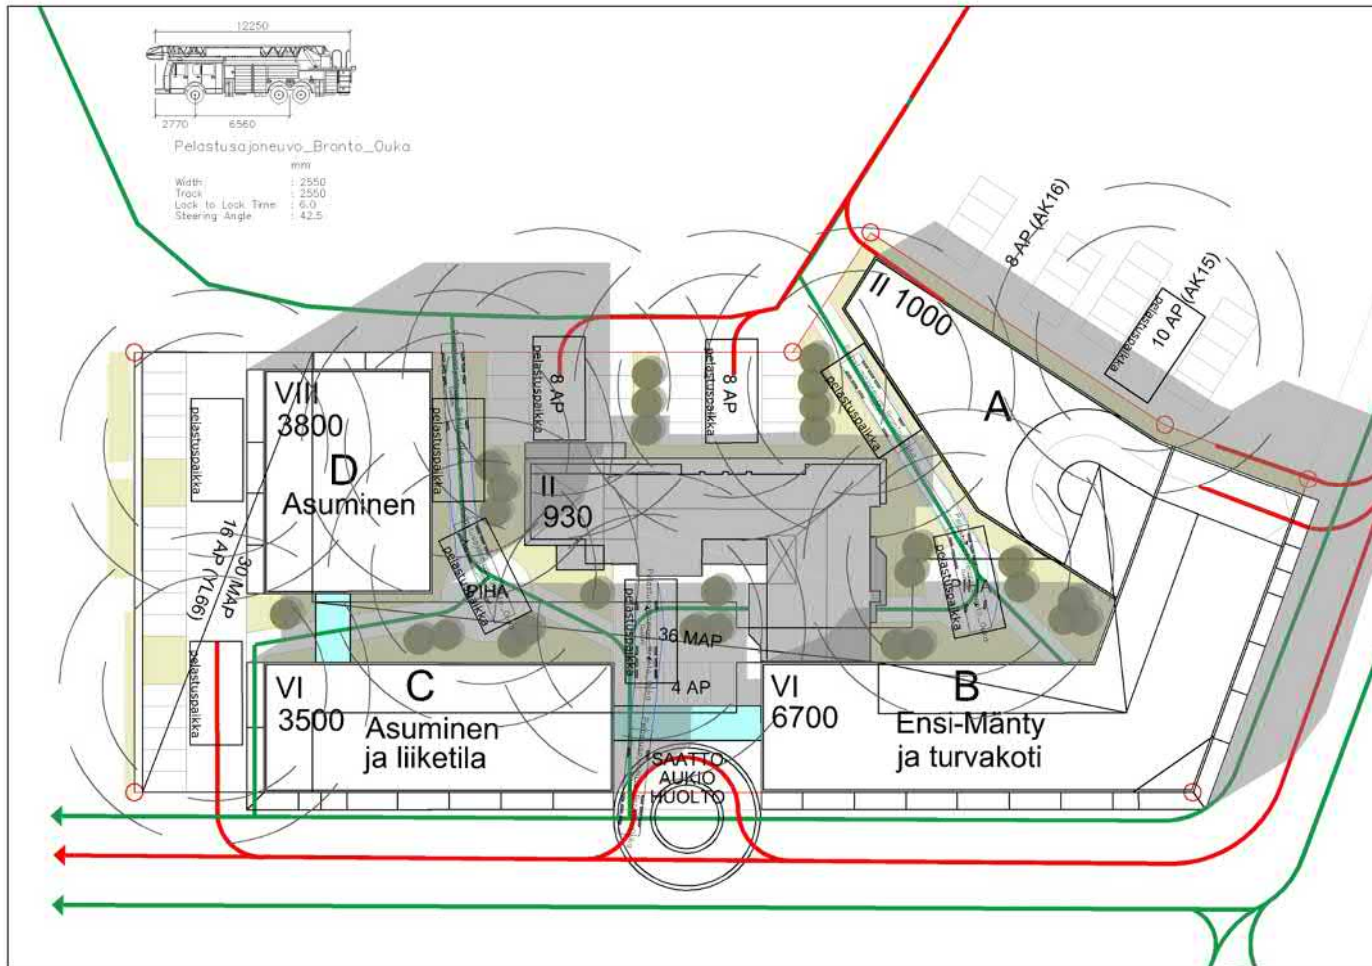 12250
2770
6560
Pelastusajoneuvo_Bronto_Ouka
mm
Width : 2550
Track : 2550
Lock to Lock Time : 6.0
Steering Angle : 42.5
8 AP (AK16)
10 AP (AK15)
pelastuspaikka
II 1000
A
pelastuspaikka
pelastuspaikka
8 AP
pelastuspaikka
8 AP
pelastuspaikka
VIII
3800
D
Asuminen
pelastuspaikka
pelastuspaikka
II
930
16 AP (YL66)
30 MAP
pelastuspaikka
PIHA
pelastuspaikka
PIHA
pelastuspaikka
36 MAP
4 AP
pelastuspaikka
VI
3500
C
Asuminen
ja liiketila
VI
6700
B
Ensi-Mänty
ja turvakoti
SAATTO-
AUKIO
HUOLTO